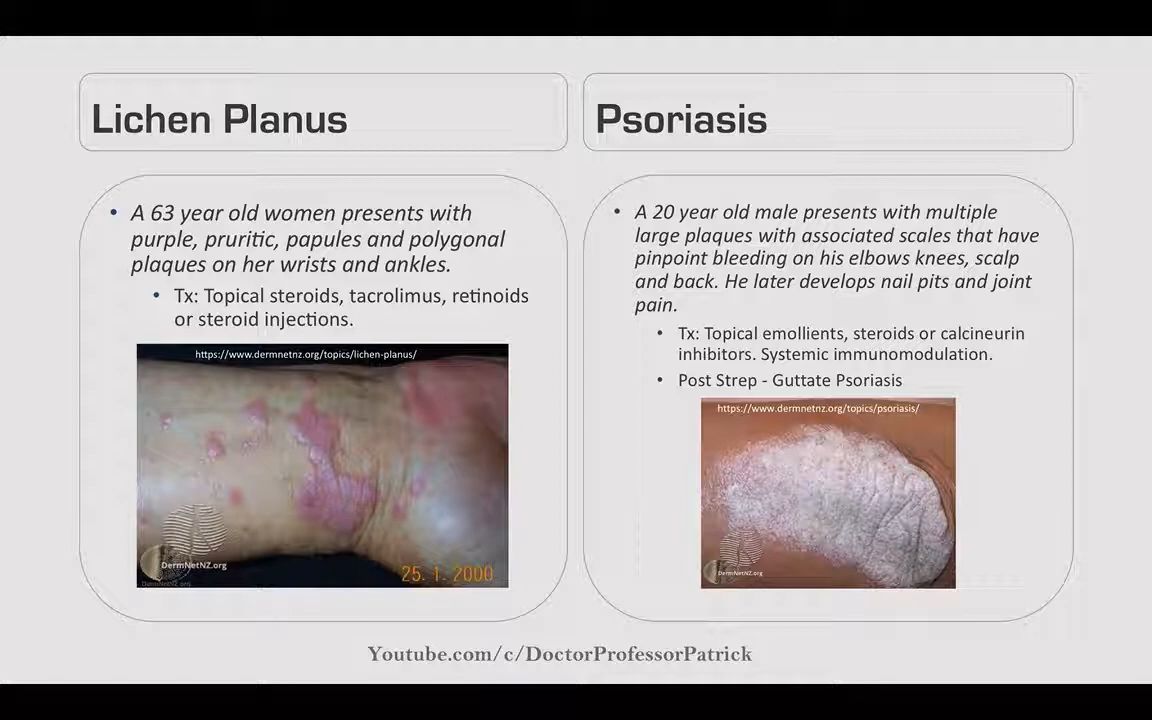 Lichen Planus
• A 63 year old women presents with
purple, pruritic, papules and polygonal
plaques on her wrists and ankles.
• Tx: Topical steroids, tacrolimus, retinoids
or steroid injections.
https://www.dermnetnz.org/topics/lichen-planus/
DermNetNZ.org
DermNetNZ.org
25. 1. 2000
Psoriasis
• A 20 year old male presents with multiple
large plaques with associated scales that have
pinpoint bleeding on his elbows knees, scalp
and back. He later develops nail pits and joint
pain.
• Tx: Topical emollients, steroids or calcineurin
inhibitors. Systemic immunomodulation.
• Post Strep - Guttate Psoriasis
https://www.dermnetnz.org/topics/psoriasis/
DermNetNZ.org
Youtube.com/c/DoctorProfessorPatrick